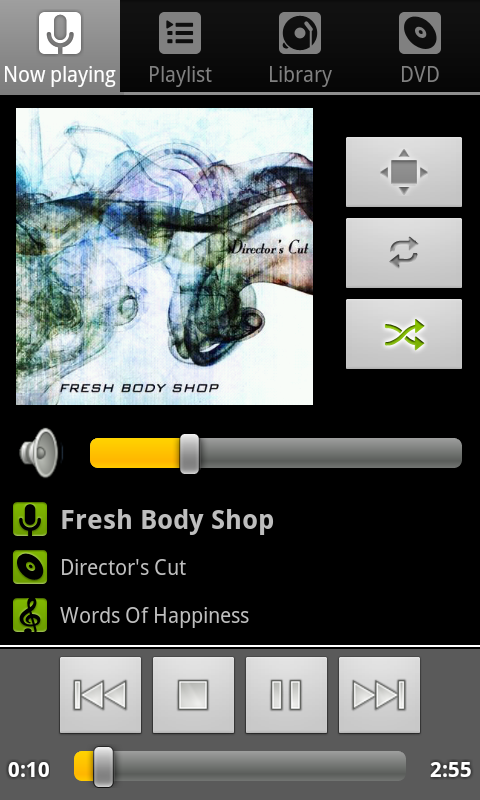 Now playing
Playlist
Library
DVD
Director's Cut
FRESH BODY SHOP
Fresh Body Shop
Director's Cut
Words Of Happiness
0:10
2:55